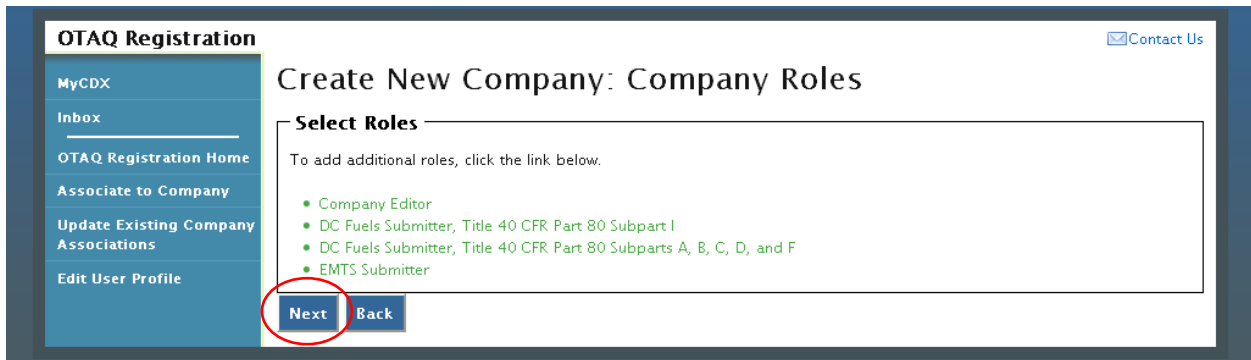 OTAQ Registration
Contact Us
MyCDX
Inbox
OTAQ Registration Home
Associate to Company
Update Existing Company
Associations
Edit User Profile
Create New Company: Company Roles
Select Roles
To add additional roles, click the link below.
Company Editor
DC Fuels Submitter, Title 40 CFR Part 80 Subpart I
DC Fuels Submitter, Title 40 CFR Part 80 Subparts A, B, C, D, and F
EMTS Submitter
Next Back